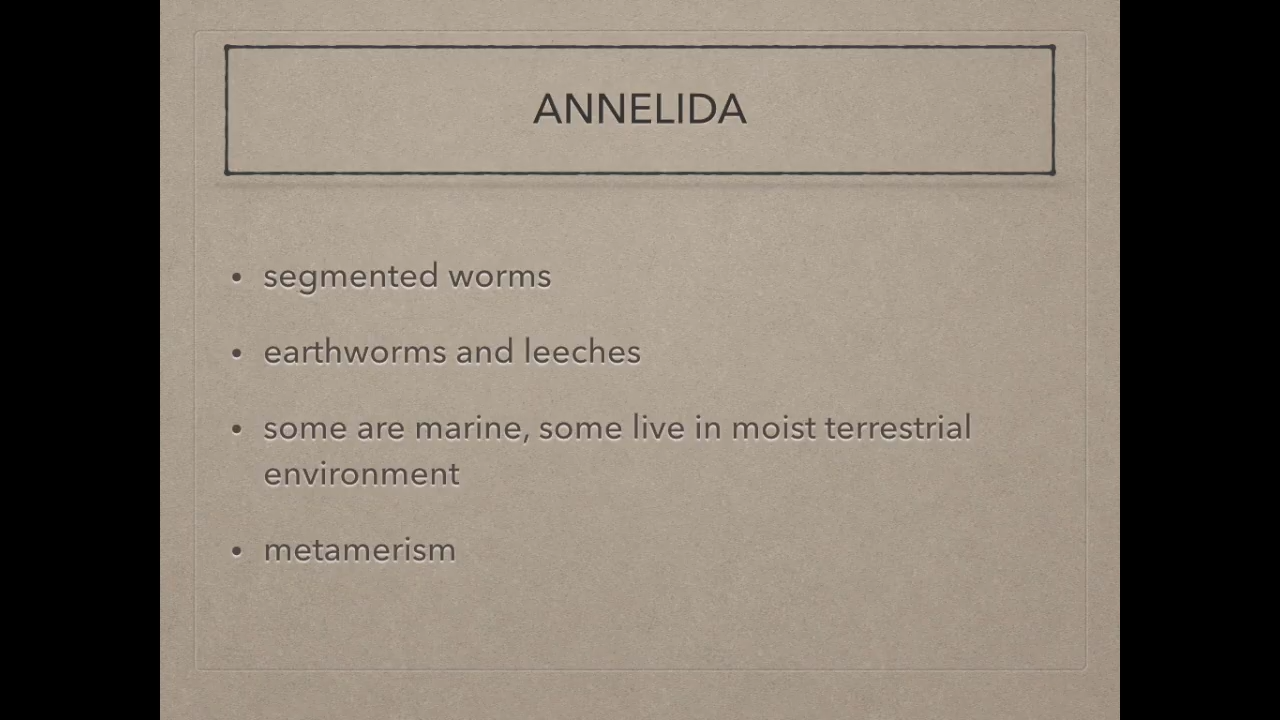 ANNELIDA
• segmented worms
• earthworms and leeches
• some are marine, some live in moist terrestrial
environment
• metamerism